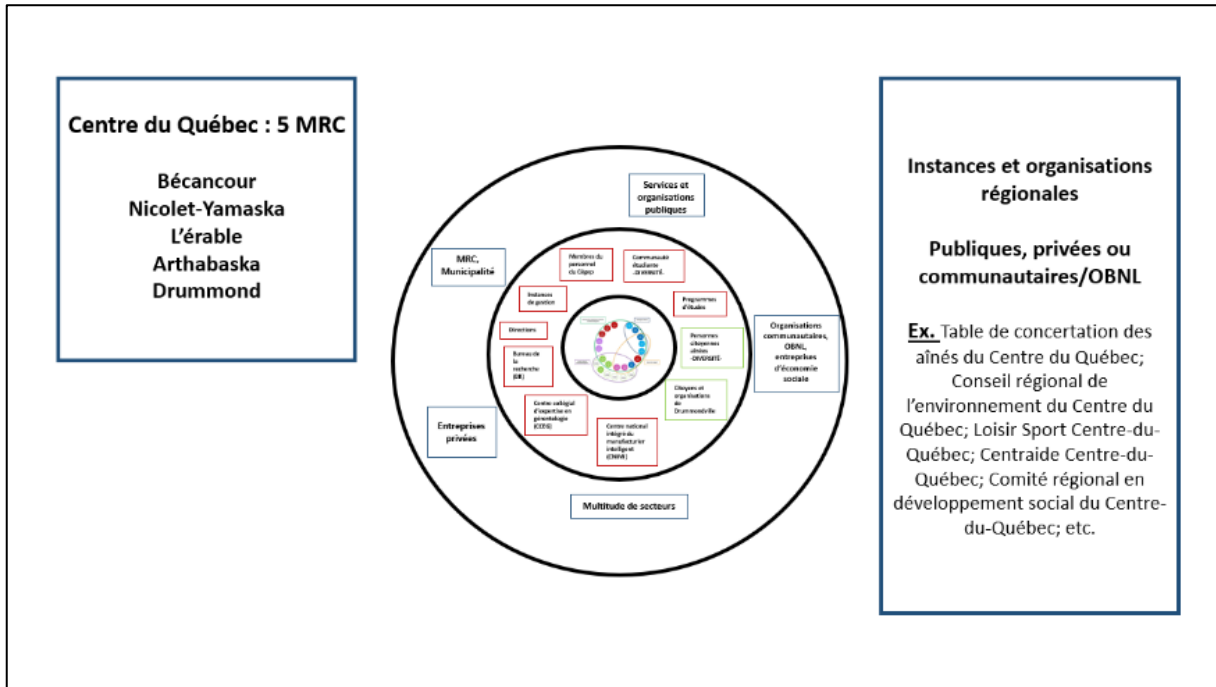 Centre du Québec : 5 MRC
Bécancour
Nicolet-Yamaska
L'érable
Arthabaska
Drummond
Services et
organisations
publiques
MRC,
Municipalité
Membres du
personnel
du Cégep
Communauté
étudiante
-DIVERSITÉ-
Instances
de gestion
Programmes
d'études
Directions
Personnes
citoyennes
aînées
-DIVERSITÉ-
Bureau de
la
recherche
(BR)
Organisations
communautaires,
OBNL,
entreprises
d'économie
sociale
Citoyens et
organisations
de
Drummondville
Centre collégial
d'expertise en
gérontologie
(CCEG)
Centre national
intégré du
manufacturier
intelligent
(CNIMI)
Entreprises
privées
Multitude de secteurs
Instances et organisations
régionales
Publiques, privées ou
communautaires/OBNL
Ex. Table de concertation des
aînés du Centre du Québec;
Conseil régional de
l'environnement du Centre du
Québec; Loisir Sport Centre-du-
Québec; Centraide Centre-du-
Québec; Comité régional en
développement social du Centre-
du-Québec; etc.